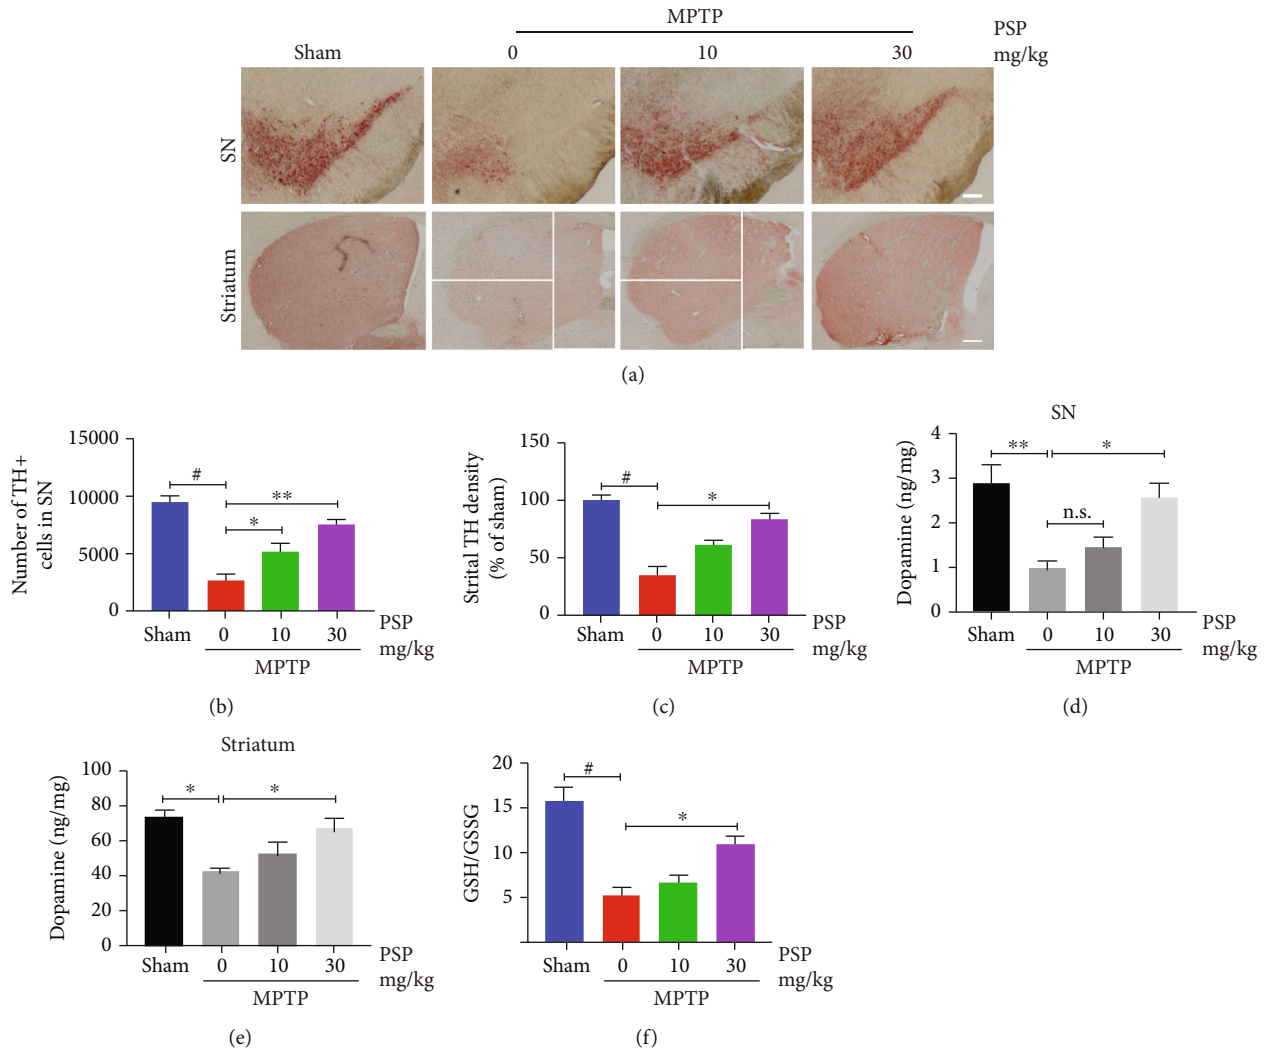 MPTP
PSP
Sham 0 10 30 mg/kg
SN
Striatum
(a)
15000
10000
5000
0
Number of TH+
cells in SN
#
**
*
Sham 0 10 30
PSP
mg/kg
MPTP
(b)
150
100
50
0
Strital TH density
(% of sham)
#
*
Sham 0 10 30
PSP
mg/kg
MPTP
(c)
SN
4
3
2
1
0
Dopamine (ng/mg)
**
*
n.s.
Sham 0 10 30
PSP
mg/kg
MPTP
(d)
Striatum
100
80
60
40
20
0
Dopamine (ng/mg)
*
*
Sham 0 10 30
PSP
mg/kg
MPTP
(e)
20
15
10
5
GSH/GSSG
#
*
Sham 0 10 30
PSP
mg/kg
MPTP
(f)